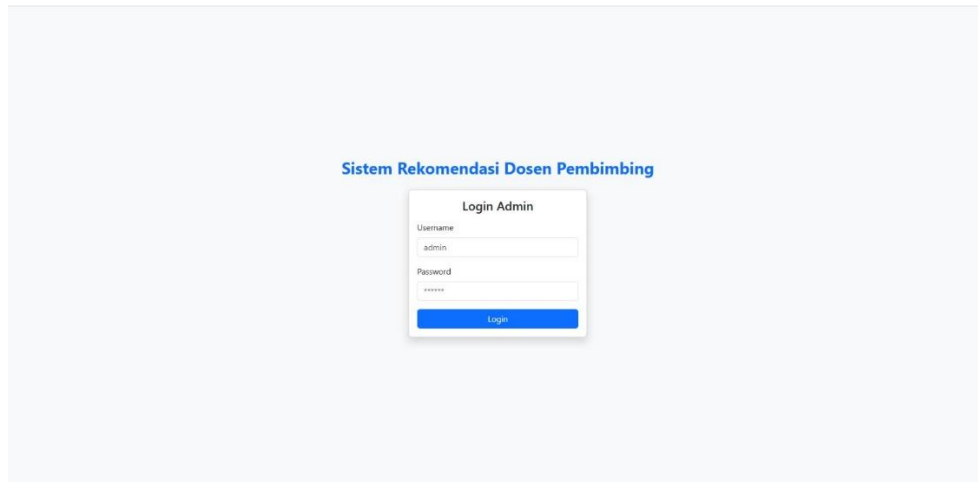 Sistem Rekomendasi Dosen Pembimbing
Login Admin
Username
admin
Password
******
Login